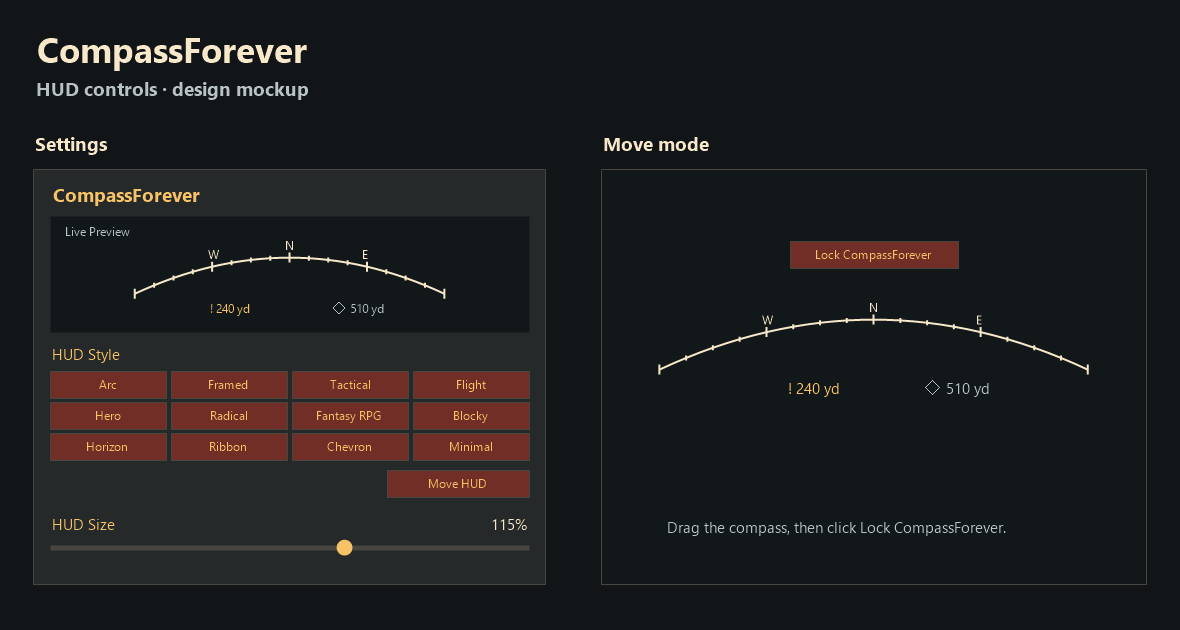 CompassForever
HUD controls · design mockup
Settings
CompassForever
Live Preview
W N E
! 240 yd ◇ 510 yd
HUD Style
Arc Framed Tactical Flight
Hero Radical Fantasy RPG Blocky
Horizon Ribbon Chevron Minimal
Move HUD
HUD Size 115%
Move mode
Lock CompassForever
W N E
! 240 yd ◇ 510 yd
Drag the compass, then click Lock CompassForever.